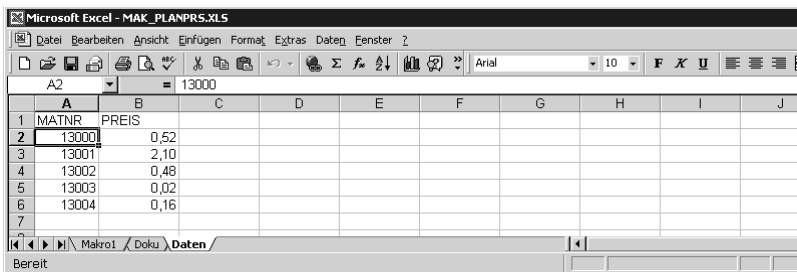 Microsoft Excel - MAK_PLANPRS.XLS
Datei Bearbeiten Ansicht Einfügen Format Extras Daten Fenster ?
Arial 10 F K U
A2 = 13000
A B C D E F G H I J
1 MATNR PREIS
2 13000 0,52
3 13001 2,10
4 13002 0,48
5 13003 0,02
6 13004 0,16
7
Makro1 Doku Daten
Bereit